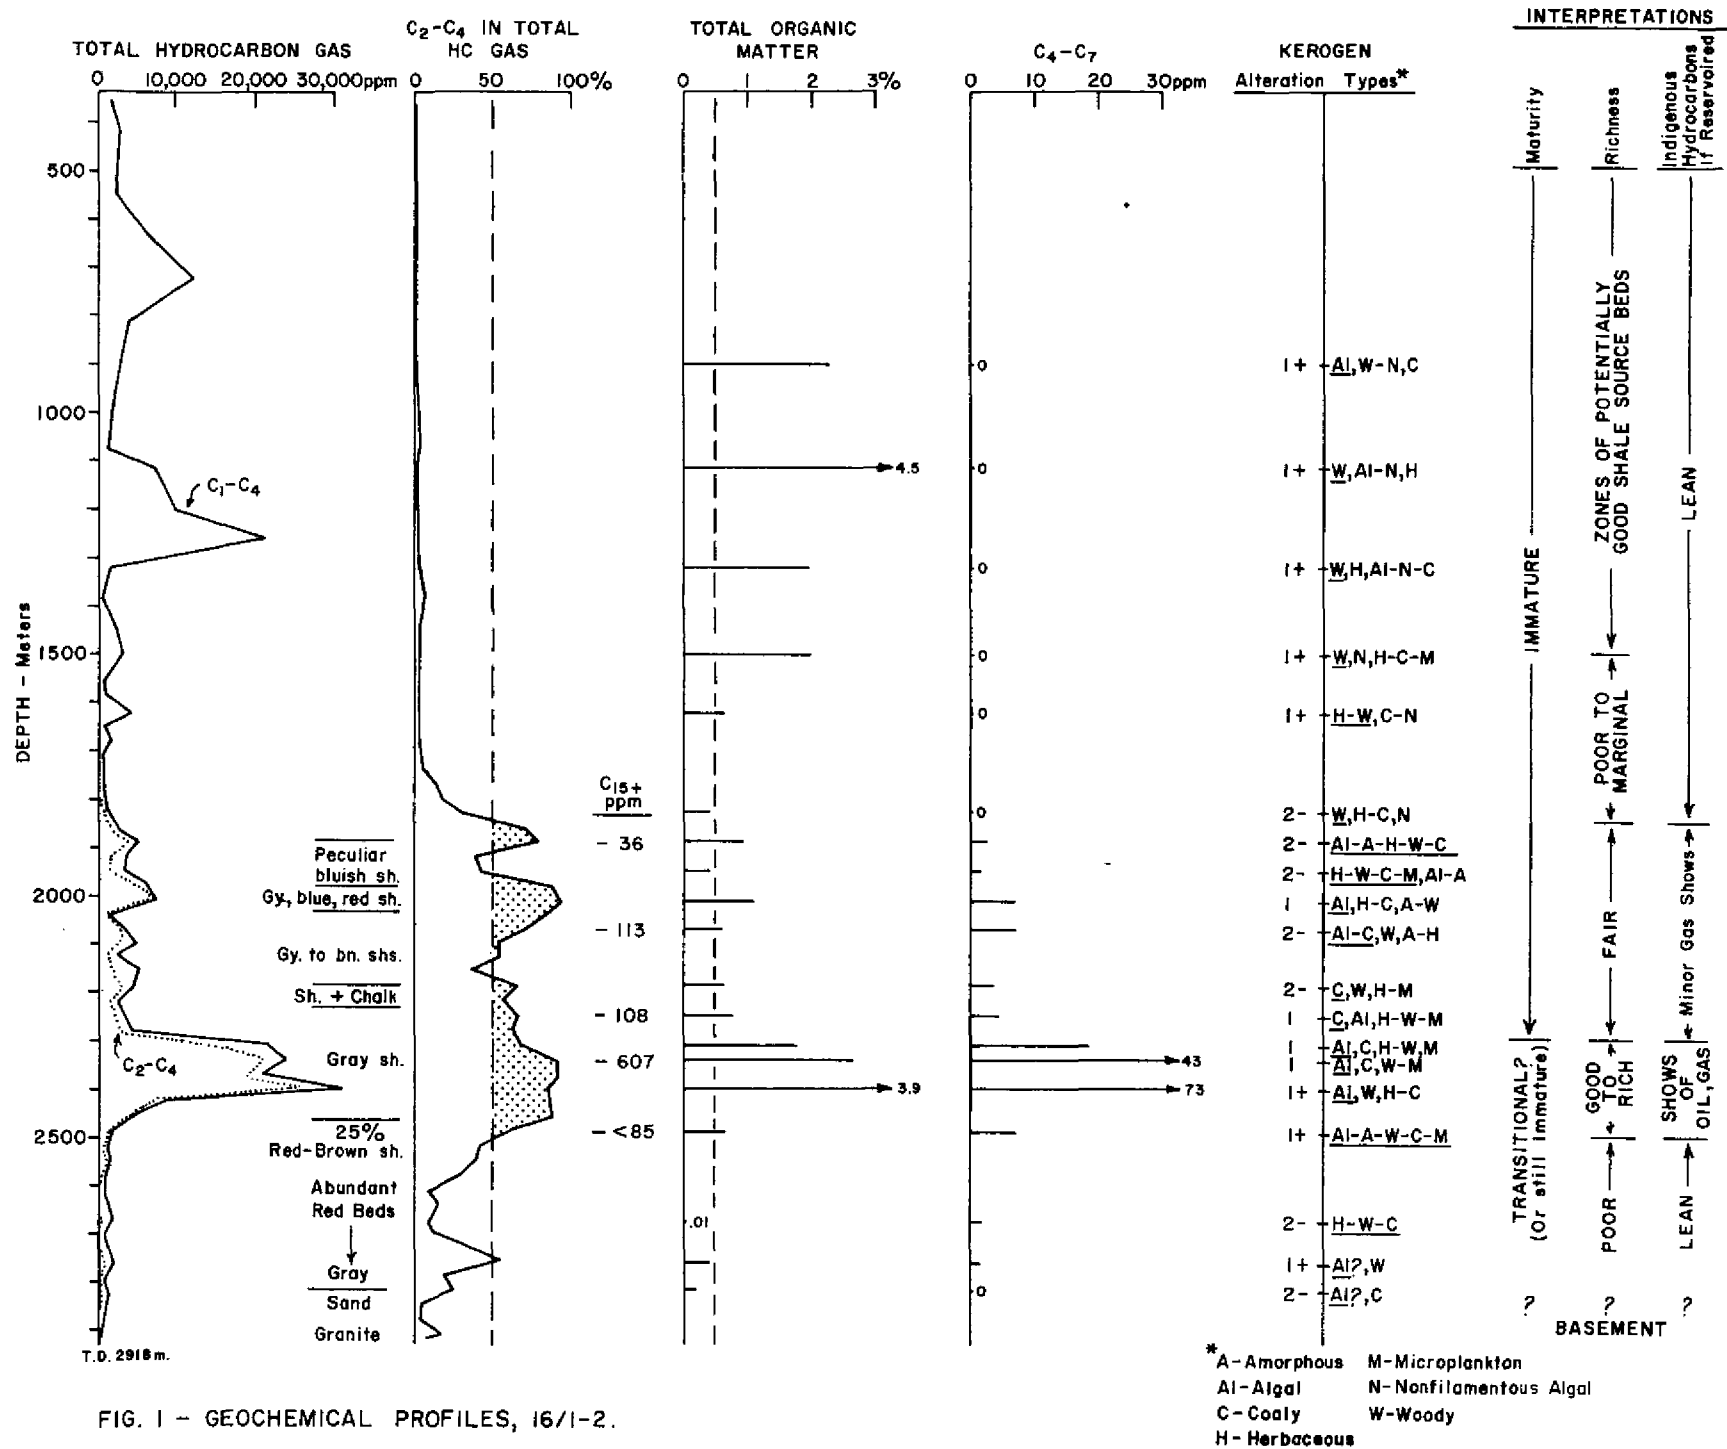 INTERPRETATIONS
TOTAL HYDROCARBON GAS
0 10,000 20,000 30,000ppm
C₂-C₄ IN TOTAL
HC GAS
0 50 100%
TOTAL ORGANIC
MATTER
0 1 2 3%
C₄-C₇
0 10 20 30ppm
KEROGEN
Alteration Types*
Maturity
Richness
Indigenous
Hydrocarbons
If Reservoired
DEPTH - Meters
500
1000
1500
2000
2500
C₁-C₄
C₂-C₄
T.D. 2918m.
Peculiar
bluish sh.
Gy., blue, red sh.
Gy. to bn. shs.
Sh. + Chalk
Gray sh.
25%
Red-Brown sh.
Abundant
Red Beds
Gray
Sand
Granite
C₁₅₊
ppm
- 36
- 113
- 108
- 607
- <85
4.5
3.9
.01
0
0
0
0
0
0
43
73
0
1+ Al,W-N,C
1+ W,Al-N,H
1+ W,H,Al-N-C
1+ W,N,H-C-M
1+ H-W,C-N
2- W,H-C,N
2- Al-A-H-W-C
2- H-W-C-M,Al-A
1 Al,H-C,A-W
2- Al-C,W,A-H
2- C,W,H-M
1 C,Al,H-W-M
1 Al,C,H-W,M
1 Al,C,W-M
1+ Al,W,H-C
1+ Al-A-W-C-M
2- H-W-C
1+ Al?,W
2- Al?,C
IMMATURE
TRANSITIONAL?
(Or still immature)
?
ZONES OF POTENTIALLY
GOOD SHALE SOURCE BEDS
POOR TO
MARGINAL
FAIR
GOOD
TO
RICH
POOR
?
LEAN
Minor Gas Shows
SHOWS
OF
OIL, GAS
LEAN
?
BASEMENT
*A-Amorphous M-Microplankton
Al-Algal N-Nonfilamentous Algal
C-Coaly W-Woody
H-Herbaceous
FIG. 1 - GEOCHEMICAL PROFILES, 16/1-2.